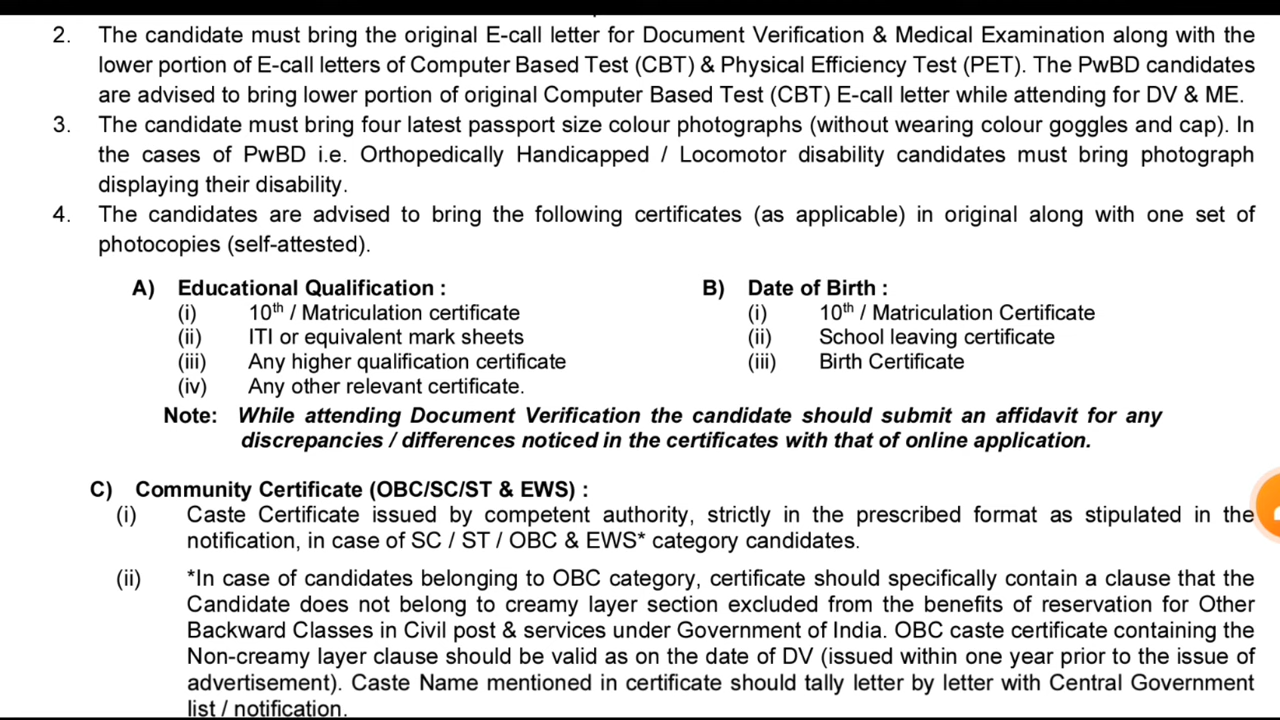 2. The candidate must bring the original E-call letter for Document Verification & Medical Examination along with the
lower portion of E-call letters of Computer Based Test (CBT) & Physical Efficiency Test (PET). The PwBD candidates
are advised to bring lower portion of original Computer Based Test (CBT) E-call letter while attending for DV & ME.
3. The candidate must bring four latest passport size colour photographs (without wearing colour goggles and cap). In
the cases of PwBD i.e. Orthopedically Handicapped / Locomotor disability candidates must bring photograph
displaying their disability.
4. The candidates are advised to bring the following certificates (as applicable) in original along with one set of
photocopies (self-attested).
A) Educational Qualification :
(i) 10th / Matriculation certificate
(ii) ITI or equivalent mark sheets
(iii) Any higher qualification certificate
(iv) Any other relevant certificate.
B) Date of Birth :
(i) 10th / Matriculation Certificate
(ii) School leaving certificate
(iii) Birth Certificate
Note: While attending Document Verification the candidate should submit an affidavit for any
discrepancies / differences noticed in the certificates with that of online application.
C) Community Certificate (OBC/SC/ST & EWS) :
(i) Caste Certificate issued by competent authority, strictly in the prescribed format as stipulated in the
notification, in case of SC / ST / OBC & EWS* category candidates.
(ii) *In case of candidates belonging to OBC category, certificate should specifically contain a clause that the
Candidate does not belong to creamy layer section excluded from the benefits of reservation for Other
Backward Classes in Civil post & services under Government of India. OBC caste certificate containing the
Non-creamy layer clause should be valid as on the date of DV (issued within one year prior to the issue of
advertisement). Caste Name mentioned in certificate should tally letter by letter with Central Government
list / notification.